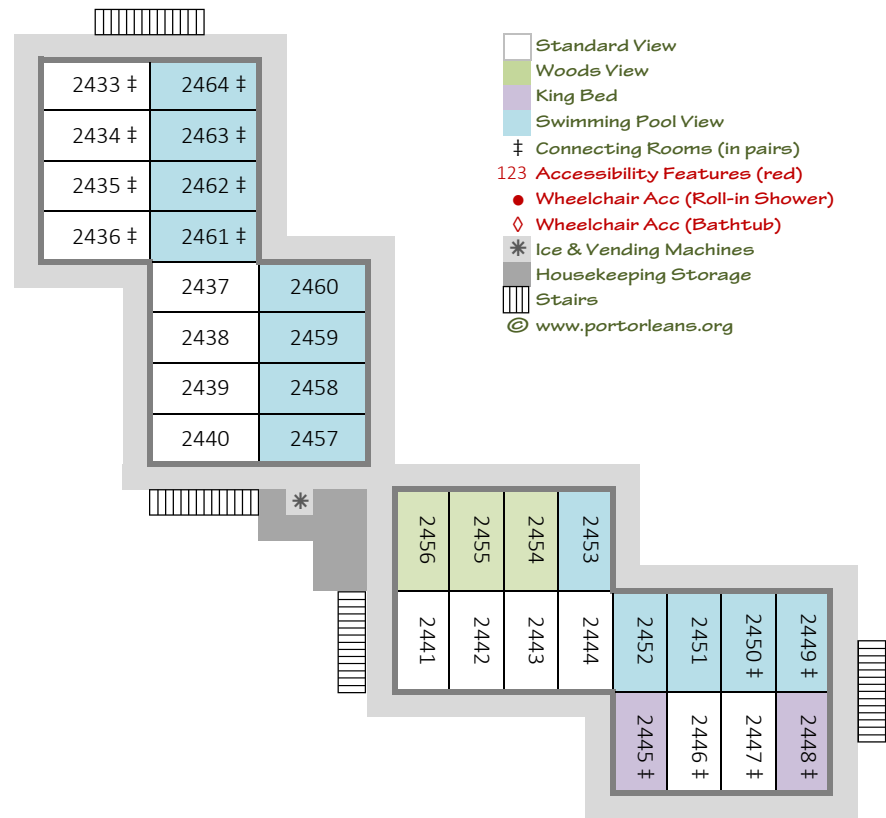 Standard View
Woods View
King Bed
Swimming Pool View
‡ Connecting Rooms (in pairs)
123 Accessibility Features (red)
● Wheelchair Acc (Roll-in Shower)
◊ Wheelchair Acc (Bathtub)
✳ Ice & Vending Machines
Housekeeping Storage
Stairs
© www.portorleans.org
2433 ‡ 2464 ‡
2434 ‡ 2463 ‡
2435 ‡ 2462 ‡
2436 ‡ 2461 ‡
2437 2460
2438 2459
2439 2458
2440 2457
✳
2456 2455 2454 2453
2441 2442 2443 2444
2452 2451 2450 ‡ 2449 ‡
2445 ‡ 2446 ‡ 2447 ‡ 2448 ‡